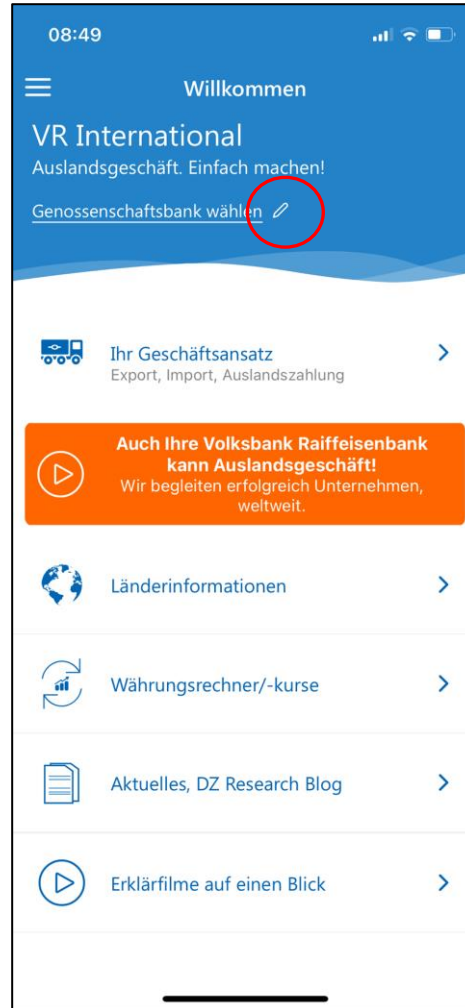 08:49
Willkommen
VR International
Auslandsgeschäft. Einfach machen!
Genossenschaftsbank wählen
Ihr Geschäftsansatz
Export, Import, Auslandszahlung
Auch Ihre Volksbank Raiffeisenbank
kann Auslandsgeschäft!
Wir begleiten erfolgreich Unternehmen,
weltweit.
Länderinformationen
Währungsrechner/-kurse
Aktuelles, DZ Research Blog
Erklärfilme auf einen Blick